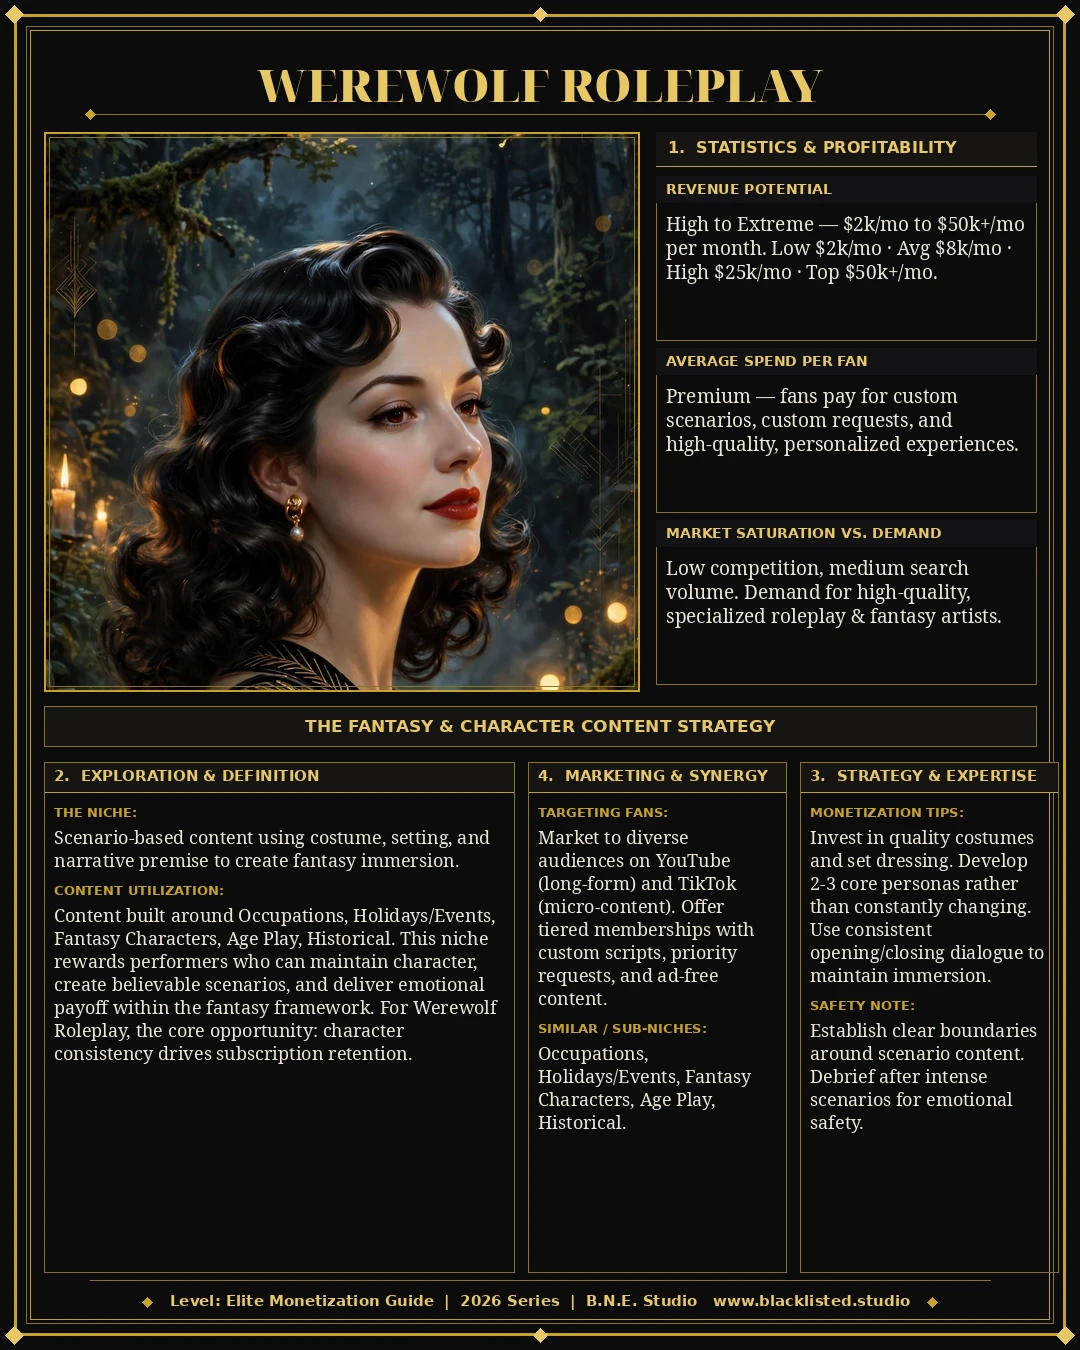 WEREWOLF ROLEPLAY
1. STATISTICS & PROFITABILITY
REVENUE POTENTIAL
High to Extreme — $2k/mo to $50k+/mo
per month. Low $2k/mo · Avg $8k/mo ·
High $25k/mo · Top $50k+/mo.
AVERAGE SPEND PER FAN
Premium — fans pay for custom
scenarios, custom requests, and
high-quality, personalized experiences.
MARKET SATURATION VS. DEMAND
Low competition, medium search
volume. Demand for high-quality,
specialized roleplay & fantasy artists.
THE FANTASY & CHARACTER CONTENT STRATEGY
2. EXPLORATION & DEFINITION
THE NICHE:
Scenario-based content using costume, setting, and
narrative premise to create fantasy immersion.
CONTENT UTILIZATION:
Content built around Occupations, Holidays/Events,
Fantasy Characters, Age Play, Historical. This niche
rewards performers who can maintain character,
create believable scenarios, and deliver emotional
payoff within the fantasy framework. For Werewolf
Roleplay, the core opportunity: character
consistency drives subscription retention.
4. MARKETING & SYNERGY
TARGETING FANS:
Market to diverse
audiences on YouTube
(long-form) and TikTok
(micro-content). Offer
tiered memberships with
custom scripts, priority
requests, and ad-free
content.
SIMILAR / SUB-NICHES:
Occupations,
Holidays/Events, Fantasy
Characters, Age Play,
Historical.
3. STRATEGY & EXPERTISE
MONETIZATION TIPS:
Invest in quality costumes
and set dressing. Develop
2-3 core personas rather
than constantly changing.
Use consistent
opening/closing dialogue to
maintain immersion.
SAFETY NOTE:
Establish clear boundaries
around scenario content.
Debrief after intense
scenarios for emotional
safety.
Level: Elite Monetization Guide | 2026 Series | B.N.E. Studio www.blacklisted.studio